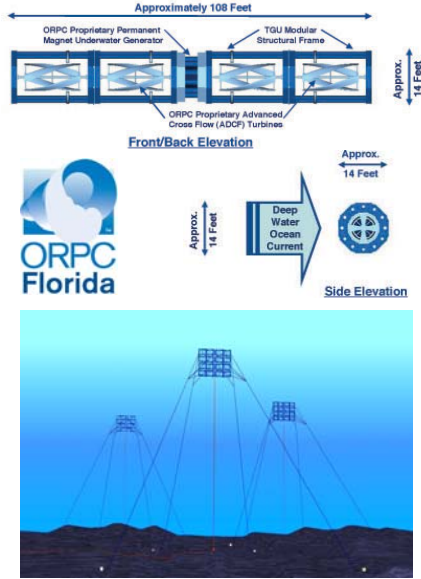 Approximately 108 Feet
ORPC Proprietary Permanent
Magnet Underwater Generator
TGU Modular
Structural Frame
Approx.
14 Feet
ORPC Proprietary Advanced
Cross Flow (ADCF) Turbines
Front/Back Elevation
Approx.
14 Feet
Approx.
14 Feet
Deep
Water
Ocean
Current
ORPC
Florida
Side Elevation